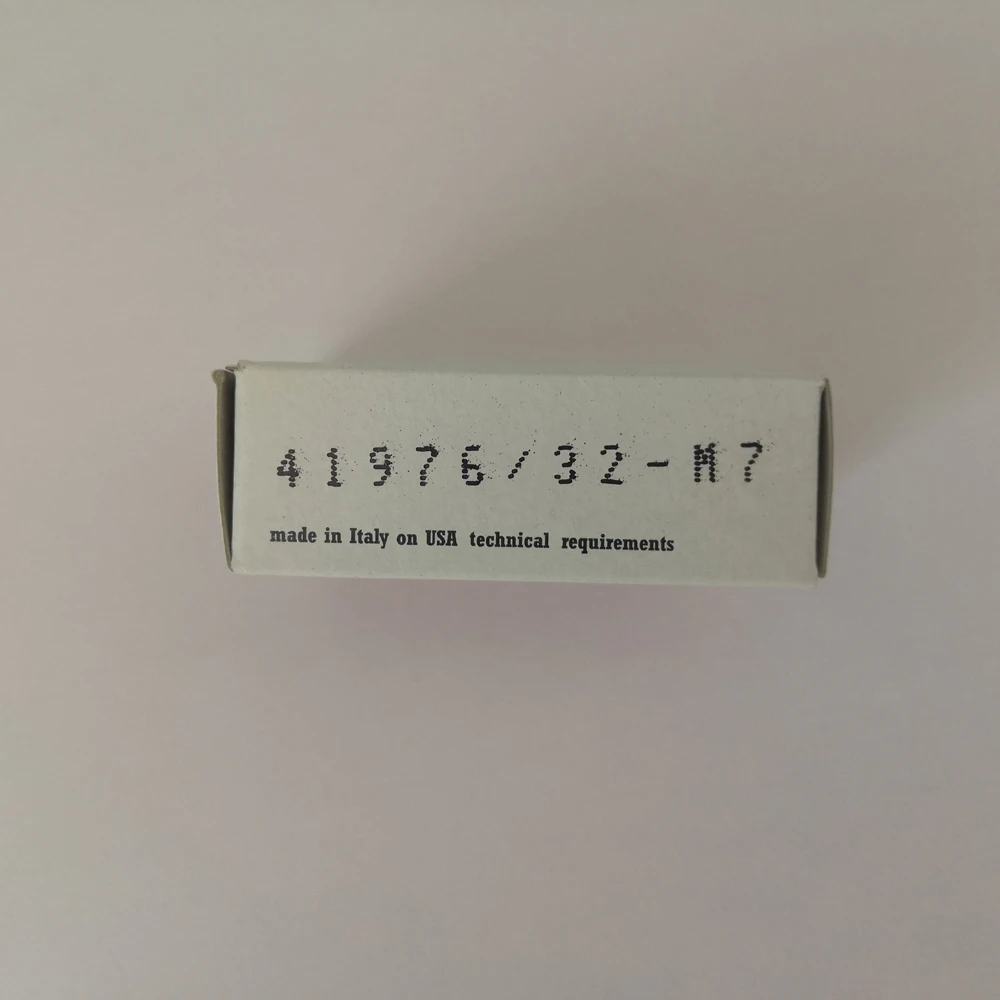 41976/32-M7
made in Italy on USA technical requirements